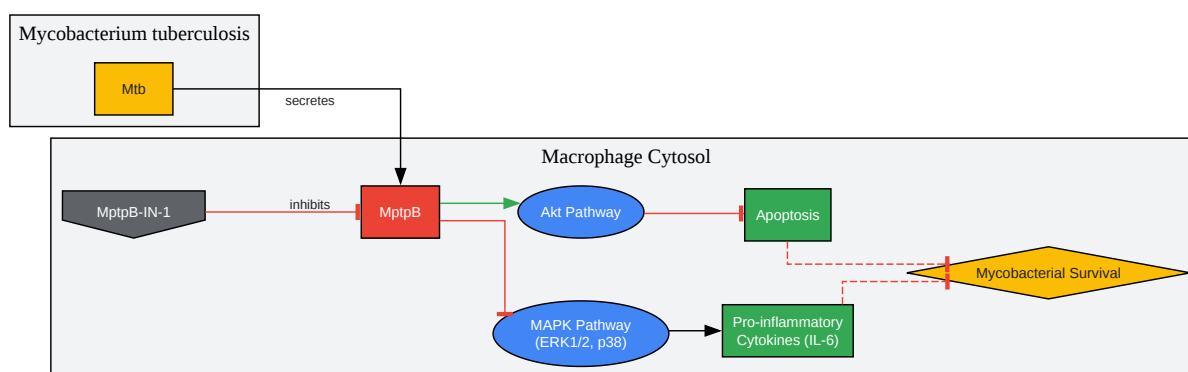 Mycobacterium tuberculosis
Mtb
secretes
Macrophage Cytosol
MptpB-IN-1
inhibits
MptpB
Akt Pathway
Apoptosis
Mycobacterial Survival
MAPK Pathway
(ERK1/2, p38)
Pro-inflammatory
Cytokines (IL-6)